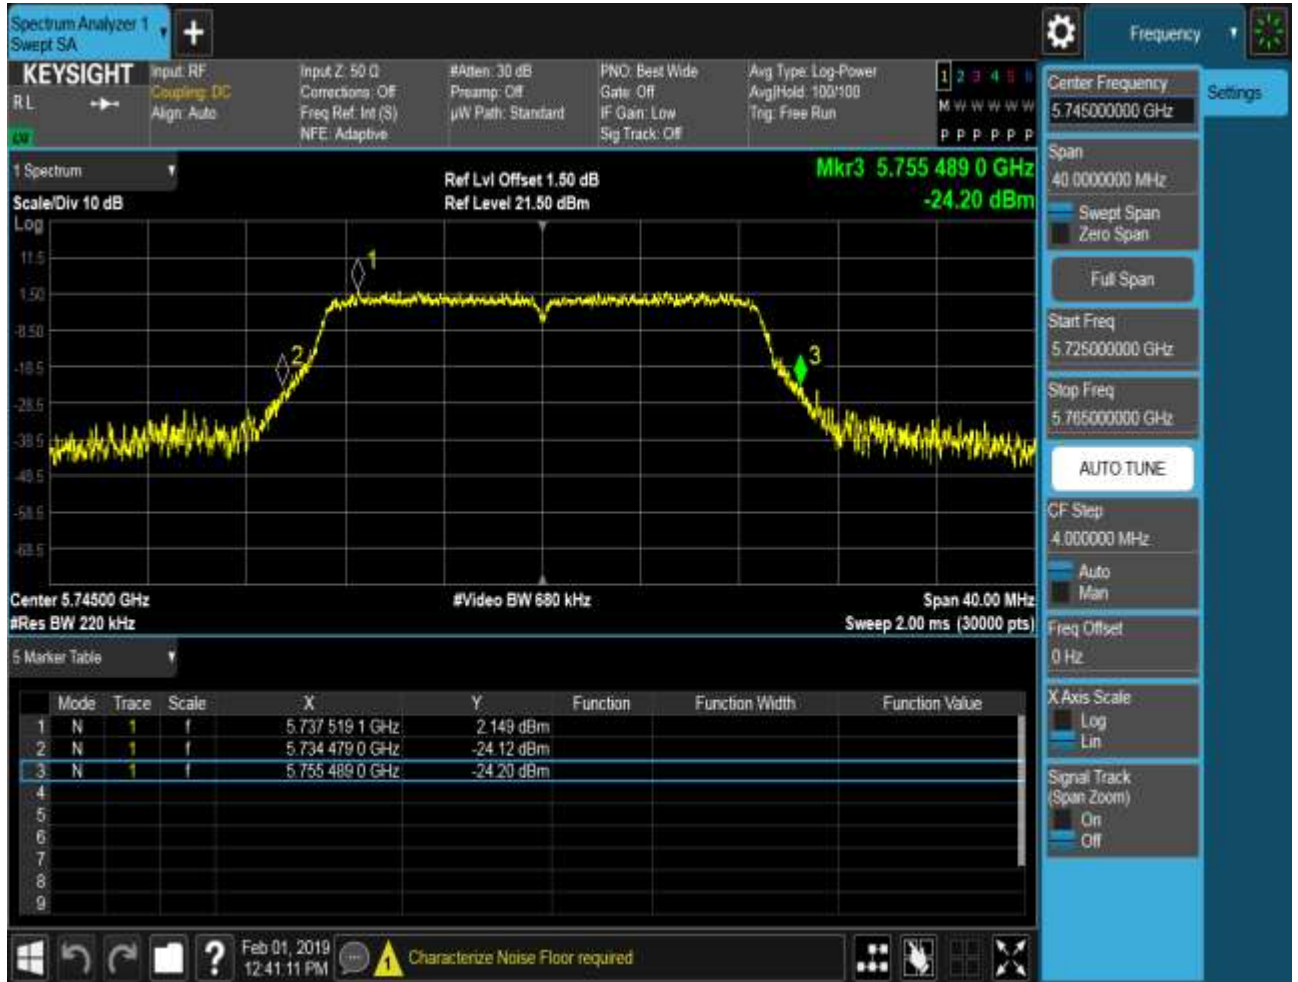 Spectrum Analyzer 1
Swept SA
+
Frequency
KEYSIGHT
R L
Input: RF
Coupling: DC
Align: Auto
Input Z: 50 Ω
Corrections: Off
Freq Ref: Int (S)
NFE: Adaptive
#Atten: 30 dB
Preamp: Off
µW Path: Standard
PNO: Best Wide
Gate: Off
IF Gain: Low
Sig Track: Off
Avg Type: Log-Power
Avg|Hold: 100/100
Trig: Free Run
1 2 3 4 5 6
M W W W W W
P P P P P P
1 Spectrum
Scale/Div 10 dB
Log
Ref Lvl Offset 1.50 dB
Ref Level 21.50 dBm
Mkr3 5.755 489 0 GHz
-24.20 dBm
11.5
1.50
-8.50
-18.5
-28.5
-38.5
-48.5
-58.5
-68.5
1
2
3
Center 5.74500 GHz
#Res BW 220 kHz
#Video BW 680 kHz
Span 40.00 MHz
Sweep 2.00 ms (30000 pts)
5 Marker Table
Mode Trace Scale X Y Function Function Width Function Value
1 N 1 f 5.737 519 1 GHz 2.149 dBm
2 N 1 f 5.734 479 0 GHz -24.12 dBm
3 N 1 f 5.755 489 0 GHz -24.20 dBm
4
5
6
7
8
9
Feb 01, 2019
12:41:11 PM
?
1
Characterize Noise Floor required
Center Frequency
5.745000000 GHz
Settings
Span
40.0000000 MHz
Swept Span
Zero Span
Full Span
Start Freq
5.725000000 GHz
Stop Freq
5.765000000 GHz
AUTO TUNE
CF Step
4.000000 MHz
Auto
Man
Freq Offset
0 Hz
X Axis Scale
Log
Lin
Signal Track
(Span Zoom)
On
Off